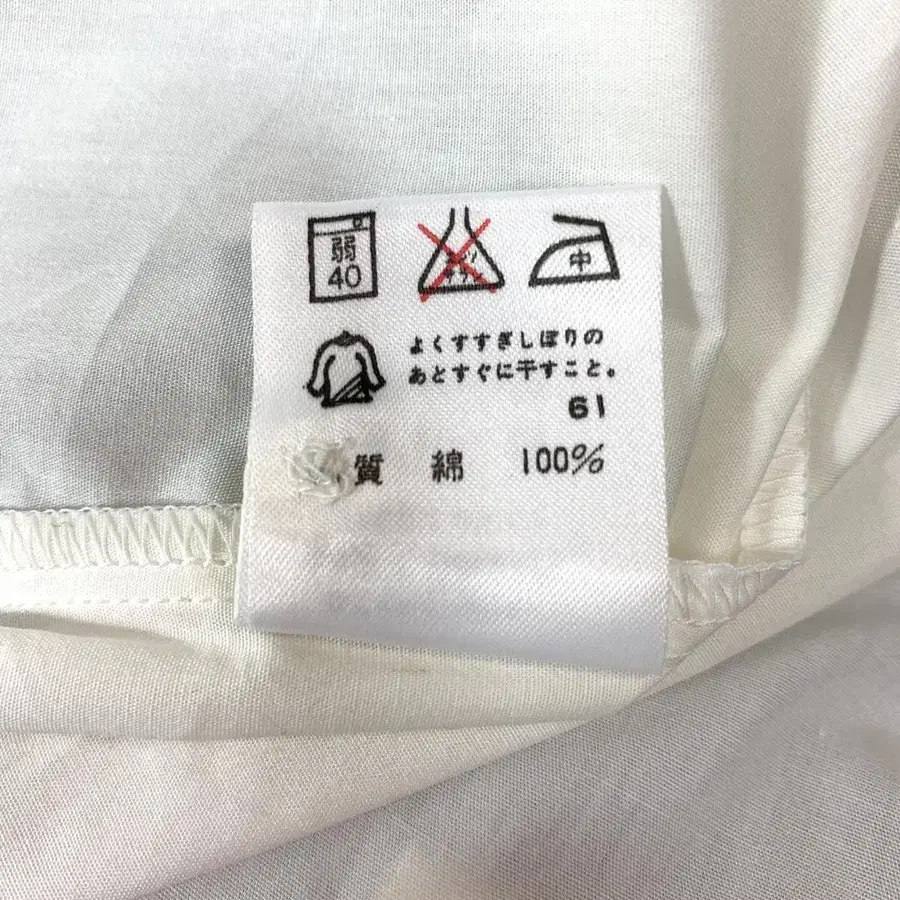 弱
40
中
よくすすぎしぼりの
あとすぐに干すこと。
61
質 綿 100%